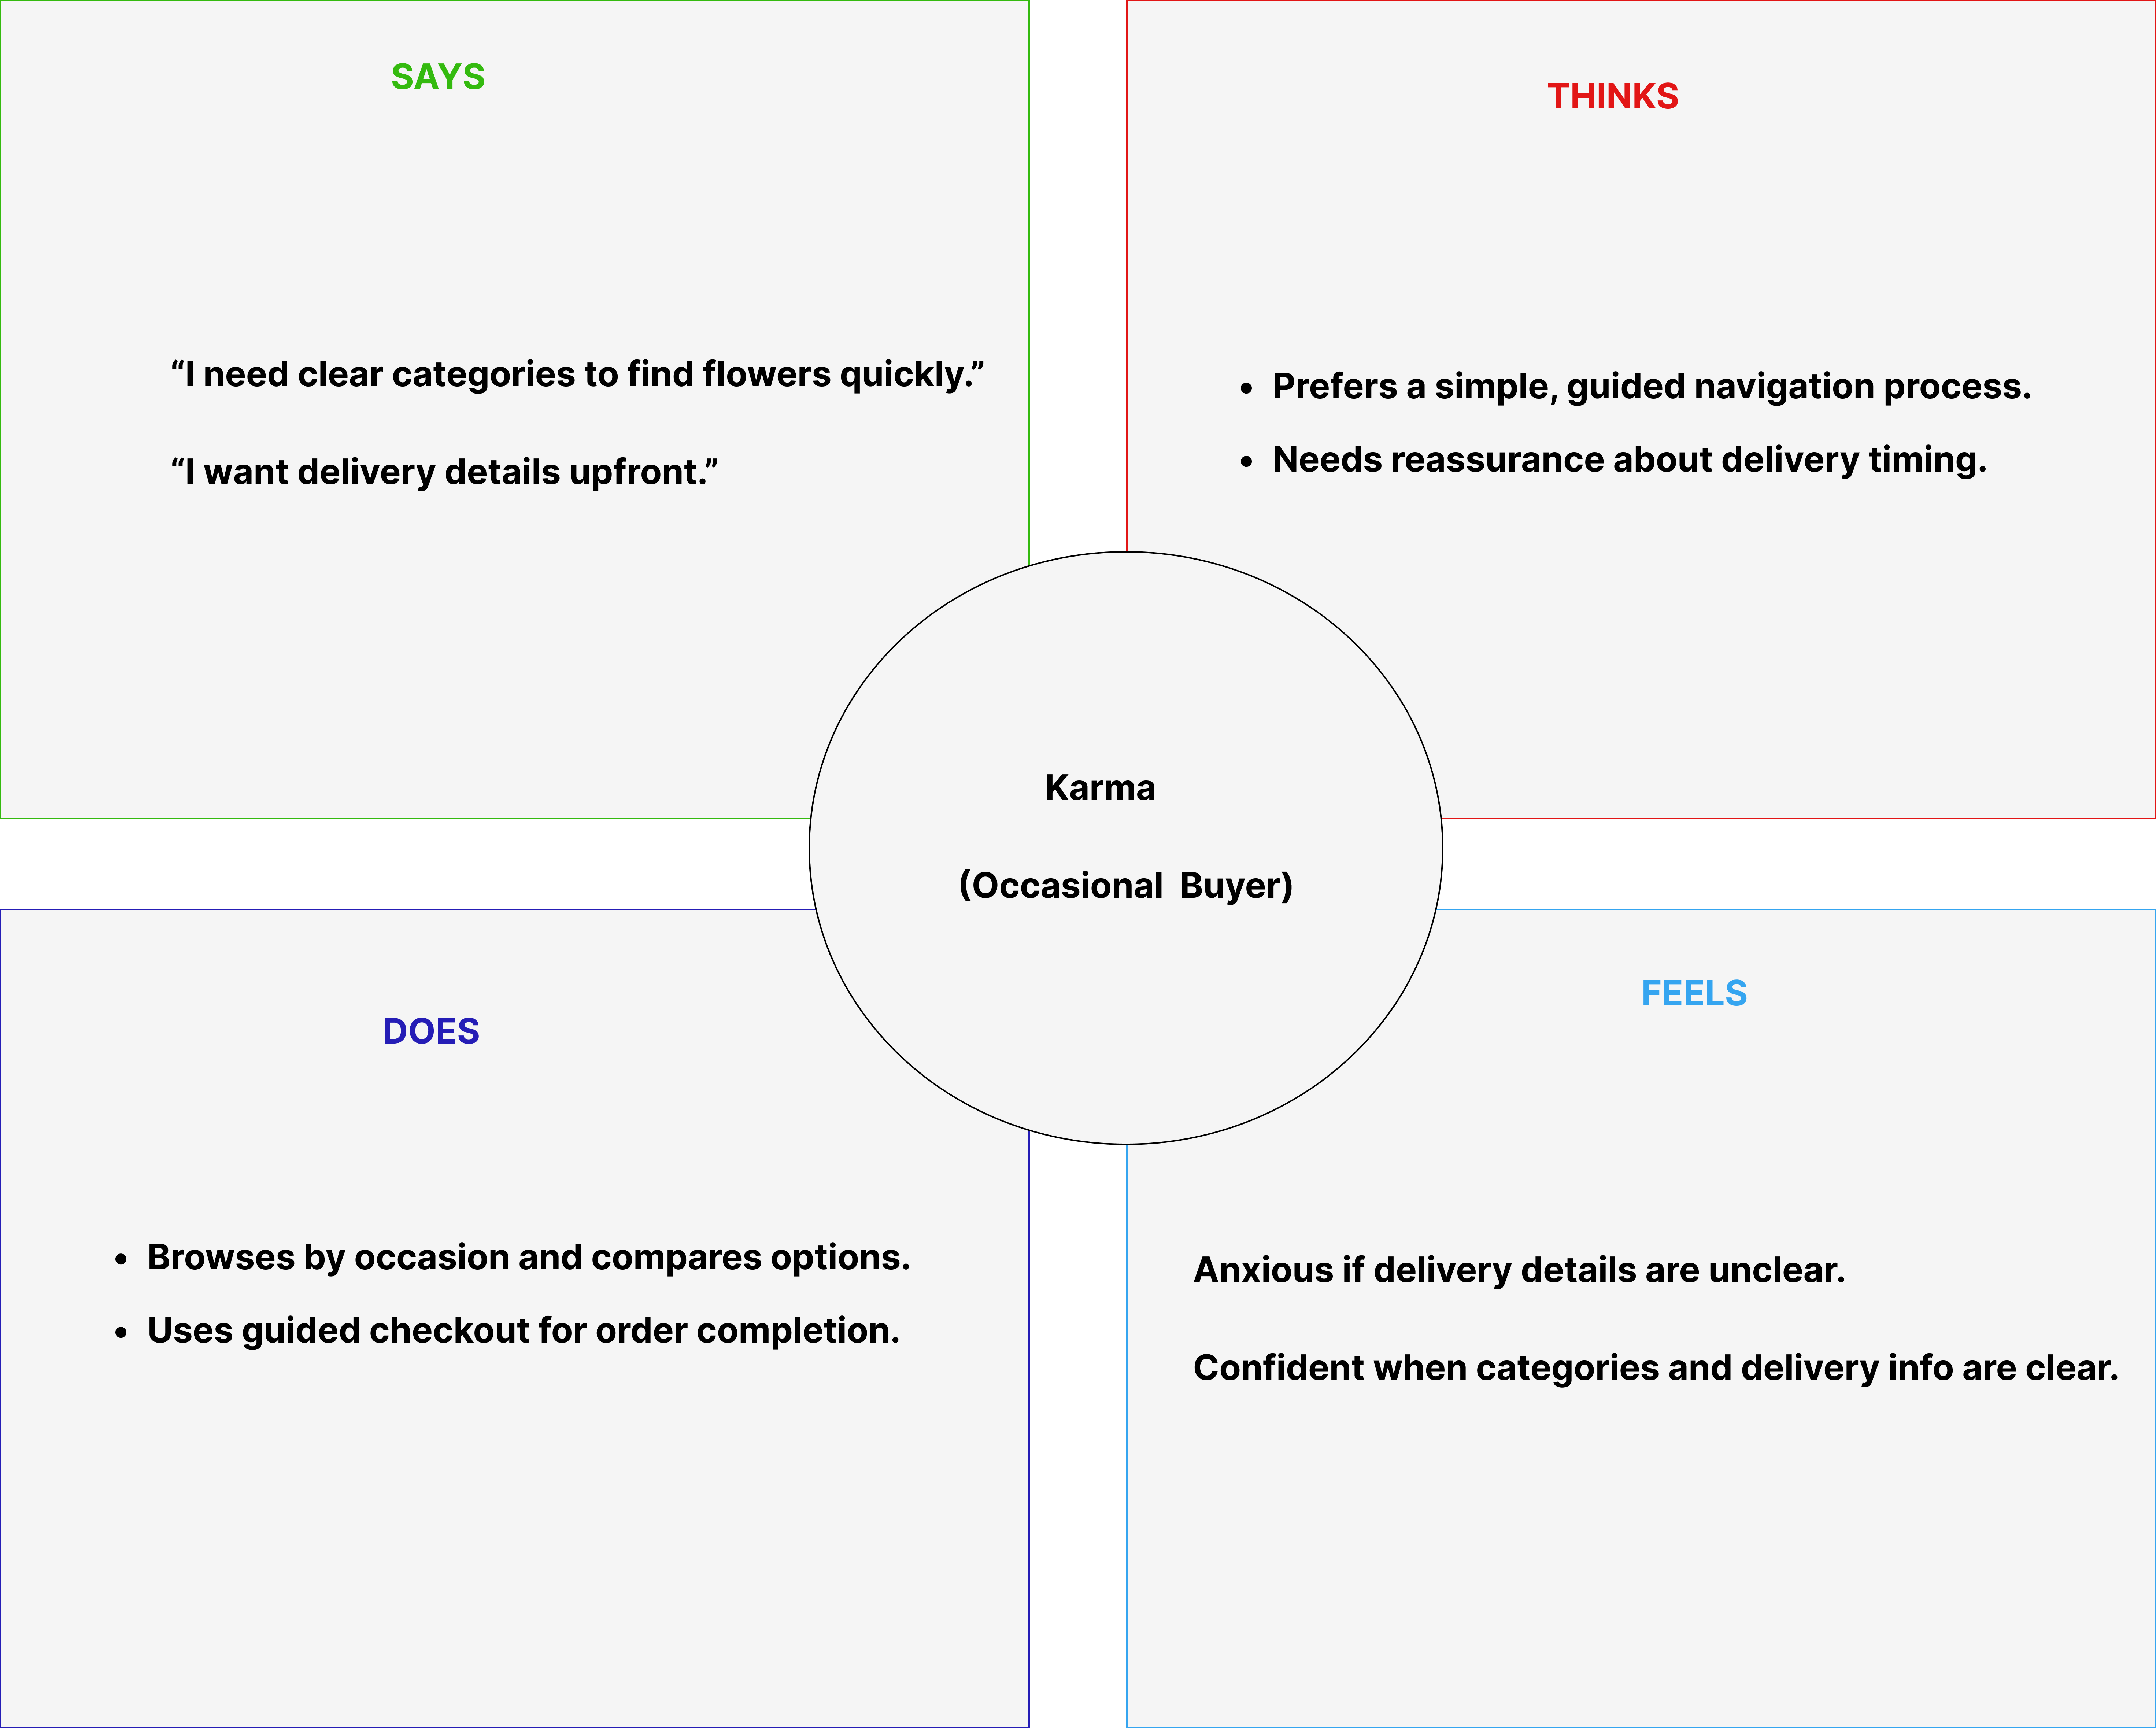 SAYS
“I need clear categories to find flowers quickly.”
“I want delivery details upfront.”
THINKS
• Prefers a simple, guided navigation process.
• Needs reassurance about delivery timing.
Karma
(Occasional  Buyer)
DOES
• Browses by occasion and compares options.
• Uses guided checkout for order completion.
FEELS
Anxious if delivery details are unclear.
Confident when categories and delivery info are clear.